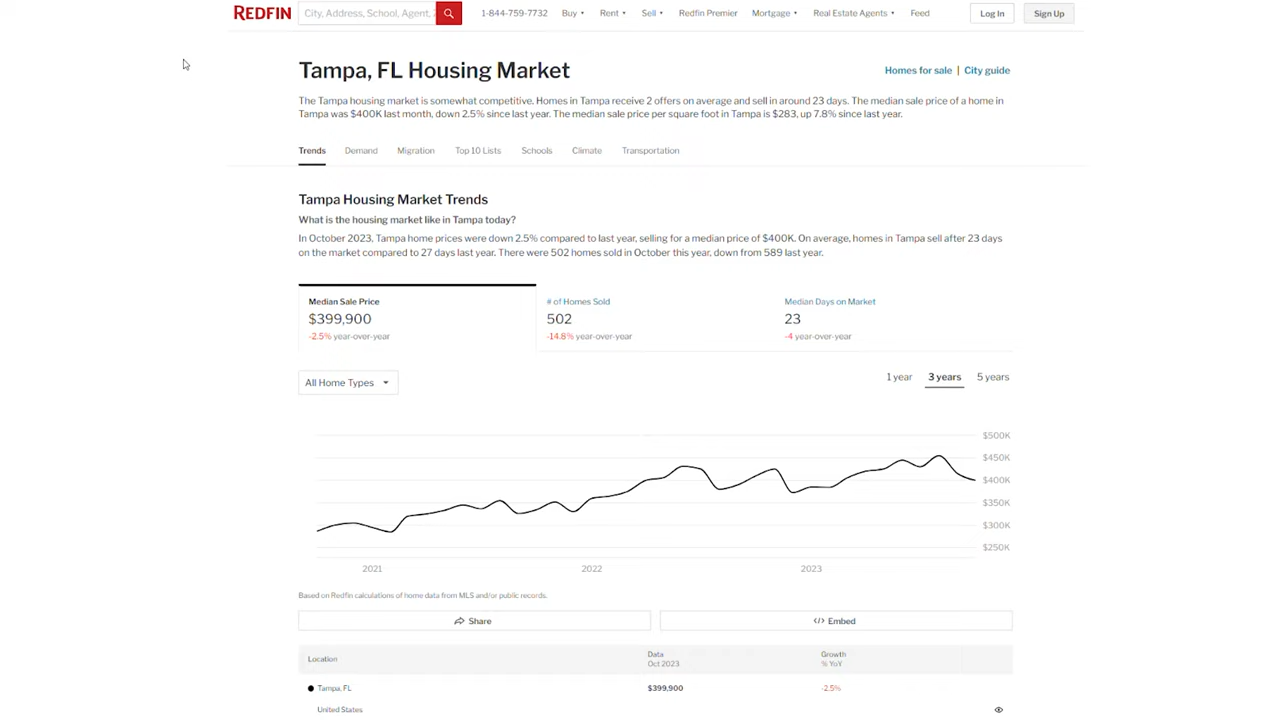 REDFIN City, Address, School, Agent, 1-844-759-7732 Buy Rent Sell Redfin Premier Mortgage Real Estate Agents Feed Log In Sign Up
Tampa, FL Housing Market
Homes for sale | City guide
The Tampa housing market is somewhat competitive. Homes in Tampa receive 2 offers on average and sell in around 23 days. The median sale price of a home in
Tampa was $400K last month, down 2.5% since last year. The median sale price per square foot in Tampa is $283, up 7.8% since last year.
Trends Demand Migration Top 10 Lists Schools Climate Transportation
Tampa Housing Market Trends
What is the housing market like in Tampa today?
In October 2023, Tampa home prices were down 2.5% compared to last year, selling for a median price of $400K. On average, homes in Tampa sell after 23 days
on the market compared to 27 days last year. There were 502 homes sold in October this year, down from 589 last year.
Median Sale Price # of Homes Sold Median Days on Market
$399,900 502 23
-2.5% year-over-year -14.8% year-over-year -4 year-over-year
All Home Types 1 year 3 years 5 years
$500K
$450K
$400K
$350K
$300K
$250K
2021 2022 2023
Based on Redfin calculations of home data from MLS and/or public records.
Share </> Embed
Location Data Growth
Oct 2023 % YoY
Tampa, FL $399,900 -2.5%
United States